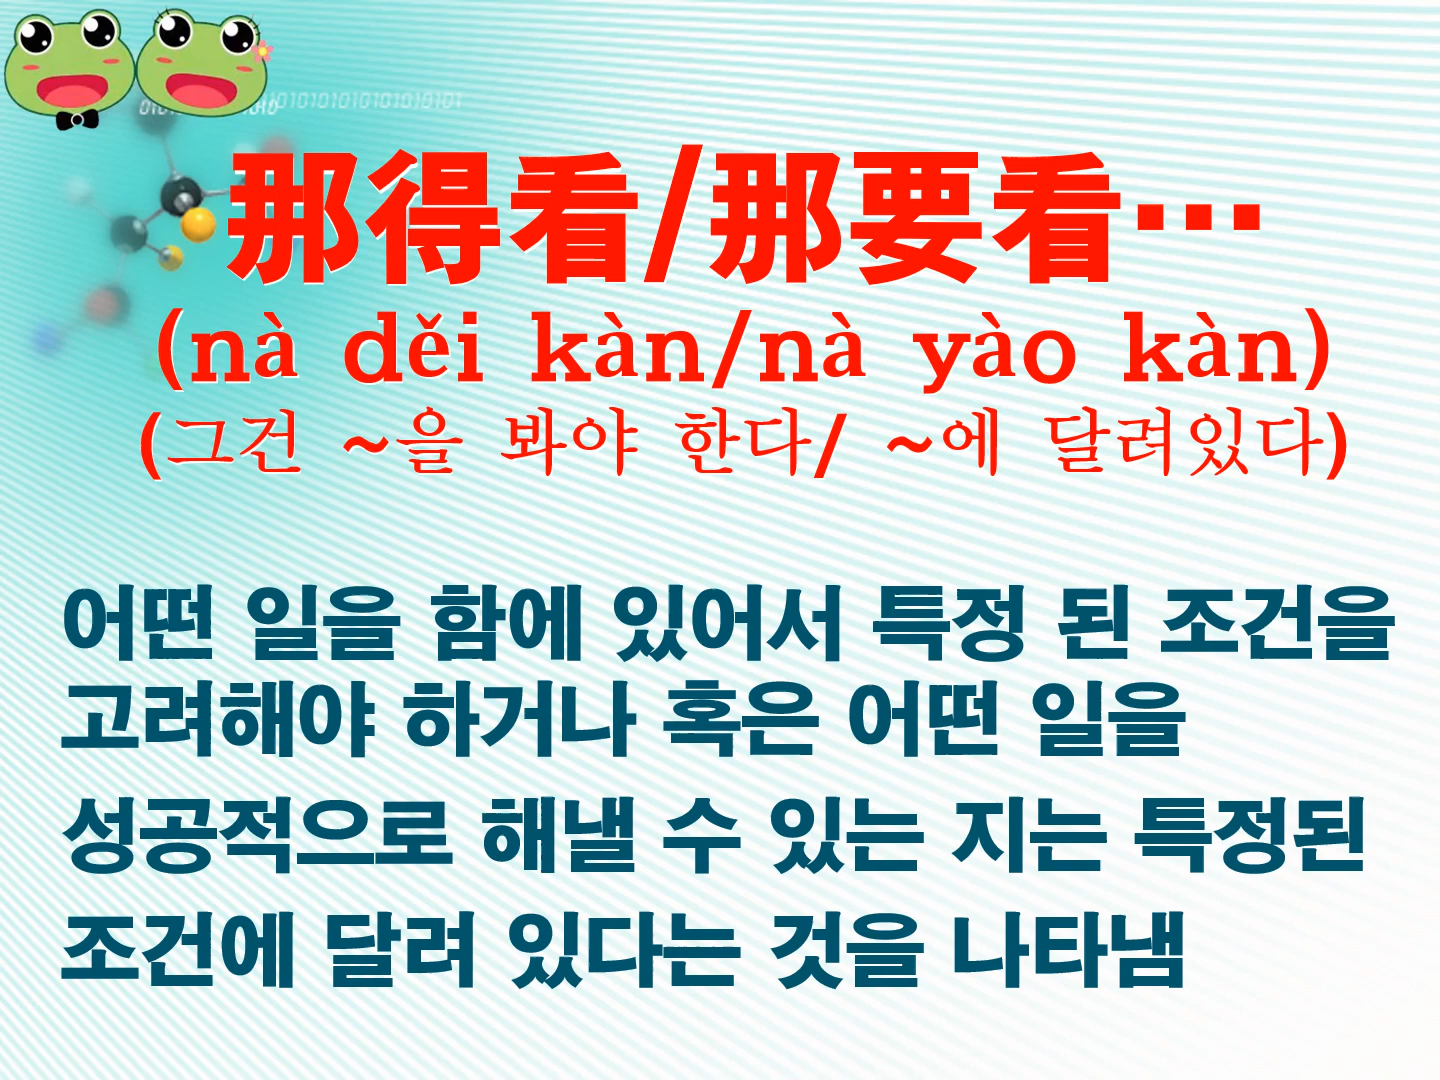 010101010101010101010101
那得看/那要看…
(nà děi kàn/nà yào kàn)
(그건 ~을 봐야 한다/ ~에 달려있다)
어떤 일을 함에 있어서 특정 된 조건을
고려해야 하거나 혹은 어떤 일을
성공적으로 해낼 수 있는 지는 특정된
조건에 달려 있다는 것을 나타냄